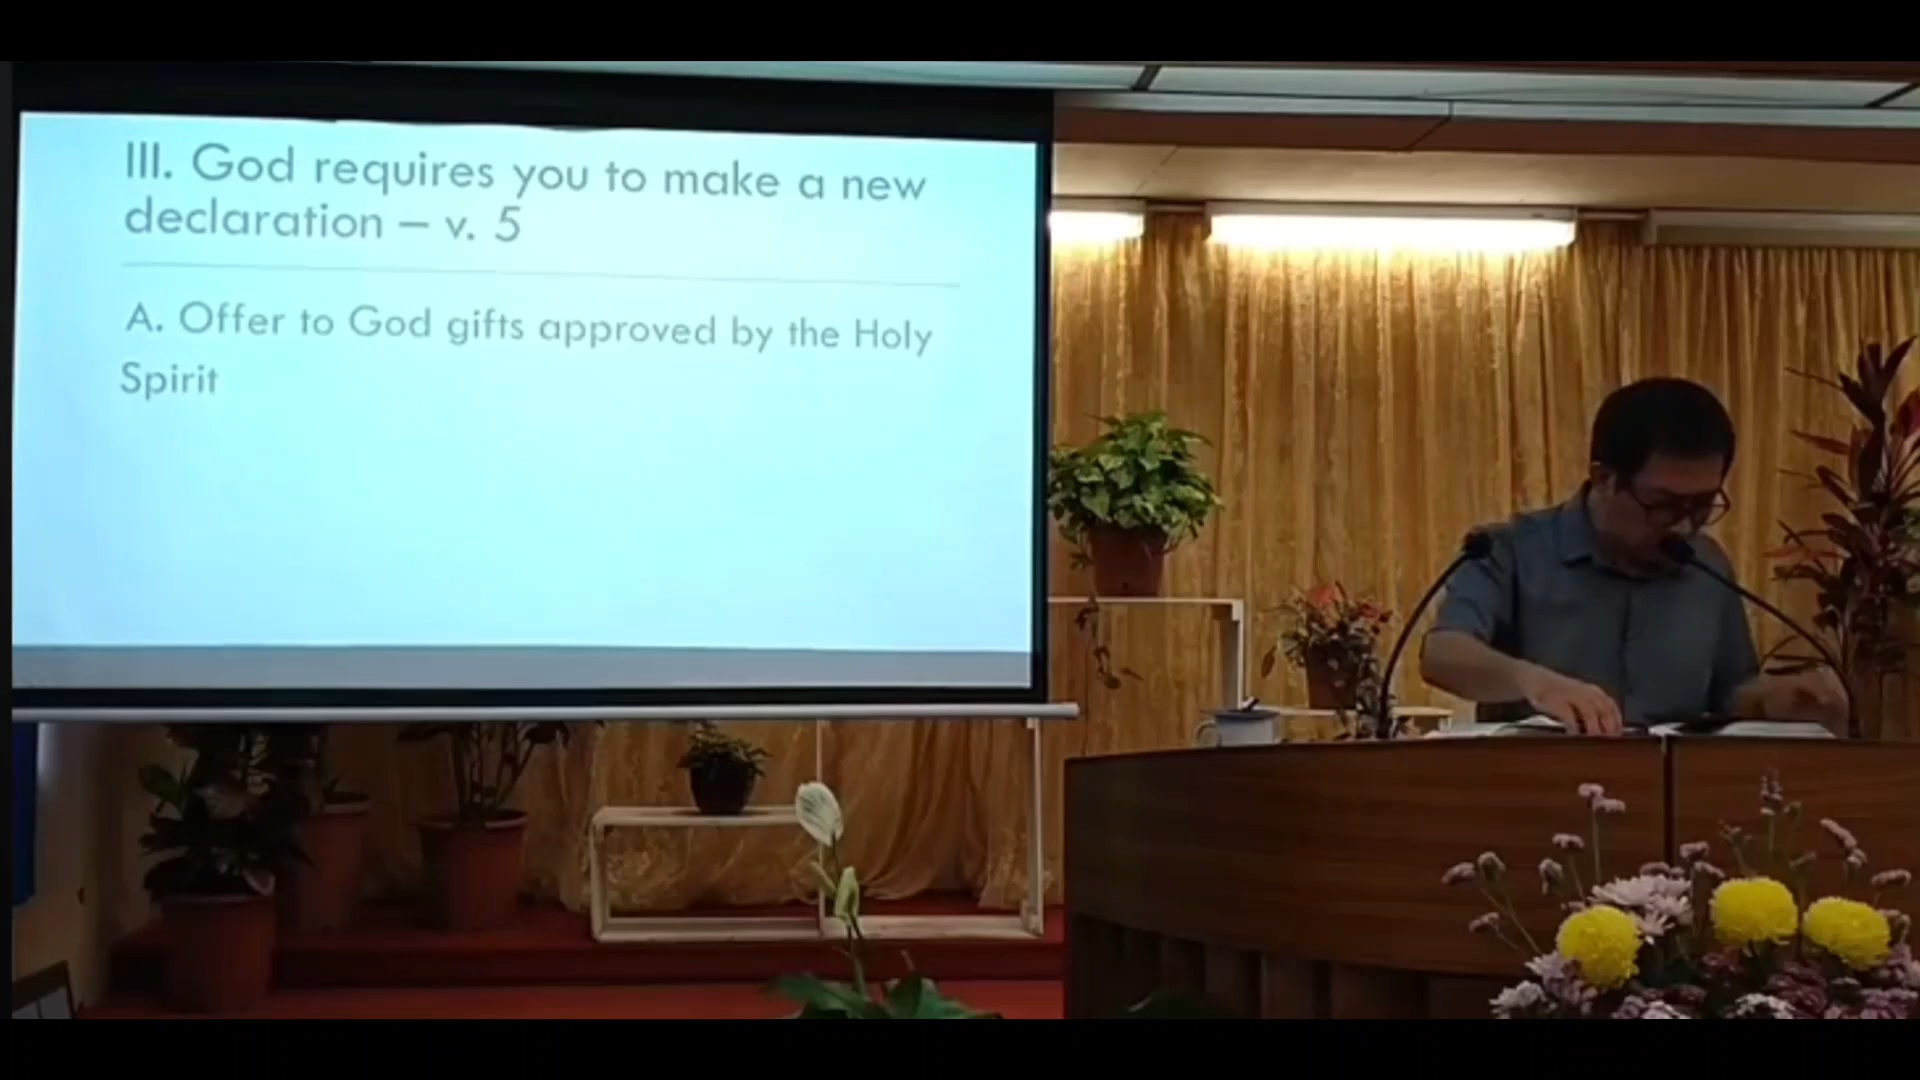 III. God requires you to make a new
declaration – v. 5
A. Offer to God gifts approved by the Holy
Spirit